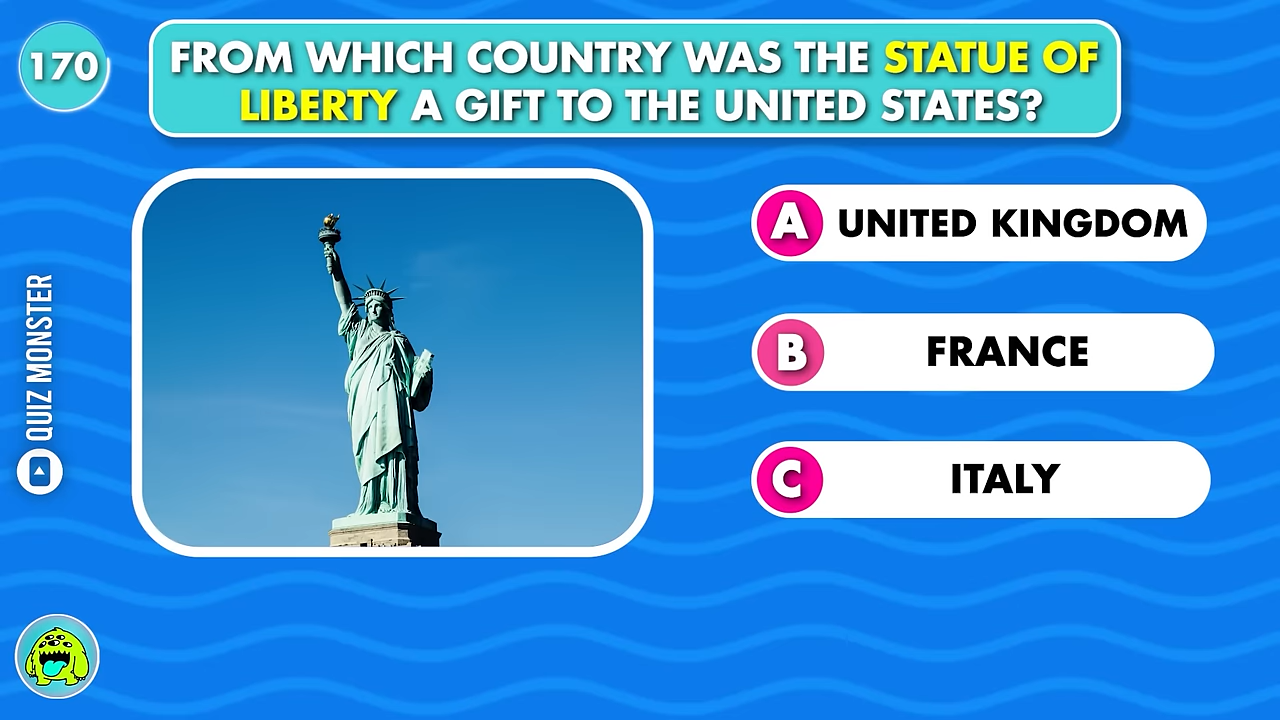 170
FROM WHICH COUNTRY WAS THE STATUE OF
LIBERTY A GIFT TO THE UNITED STATES?
A UNITED KINGDOM
B FRANCE
C ITALY
QUIZ MONSTER